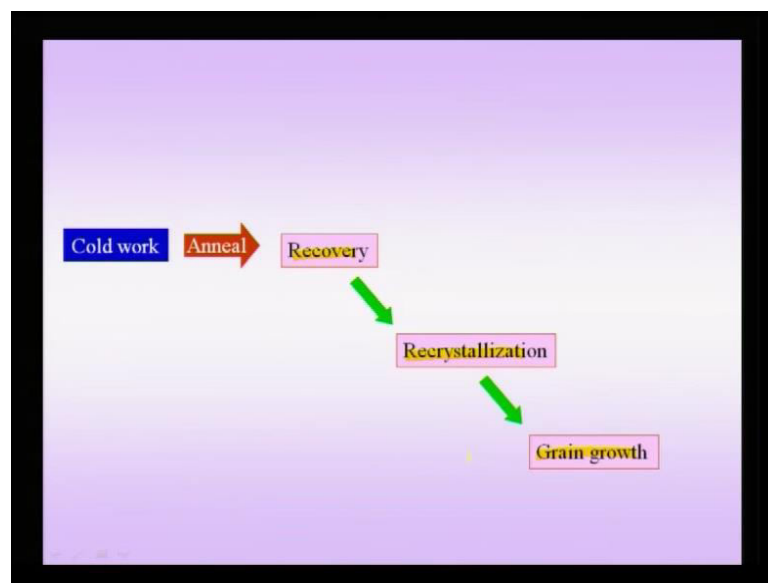 Cold work
Anneal
Recovery
Recrystallization
Grain growth